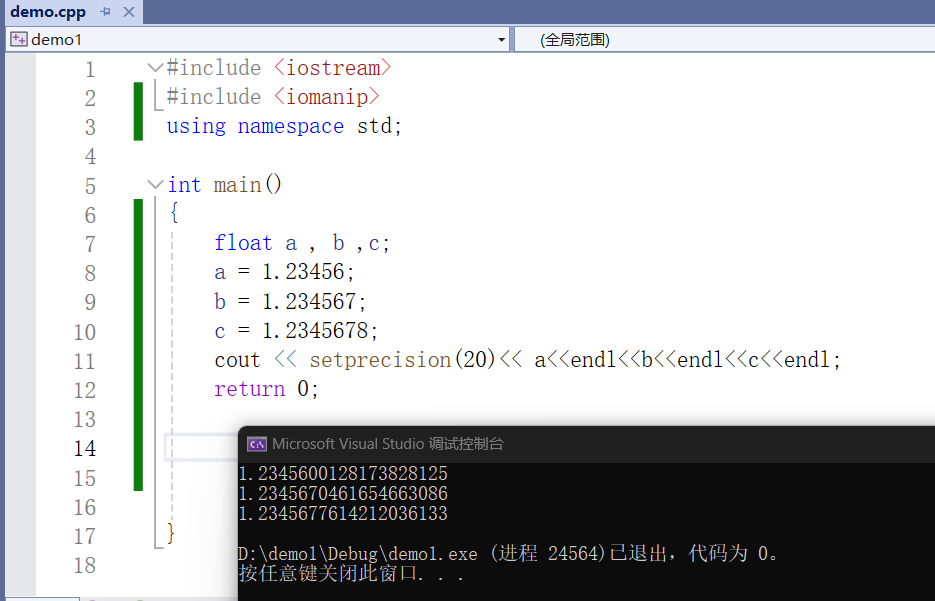 demo.cpp
demo1
(全局范围)
1 #include <iostream>
2 #include <iomanip>
3 using namespace std;
4
5 int main()
6 {
7 float a , b ,c;
8 a = 1.23456;
9 b = 1.234567;
10 c = 1.2345678;
11 cout << setprecision(20)<< a<<endl<<b<<endl<<c<<endl;
12 return 0;
13
14
15
16
17 }
18
Microsoft Visual Studio 调试控制台
1.2345600128173828125
1.2345670461654663086
1.2345677614212036133
D:\demo1\Debug\demo1.exe (进程 24564)已退出，代码为 0。
按任意键关闭此窗口. . .